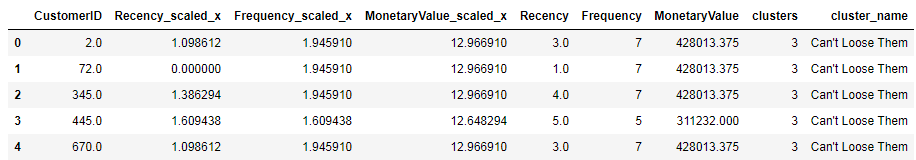 CustomerID Recency_scaled_x Frequency_scaled_x MonetaryValue_scaled_x Recency Frequency MonetaryValue clusters cluster_name
0 2.0 1.098612 1.945910 12.966910 3.0 7 428013.375 3 Can't Loose Them
1 72.0 0.000000 1.945910 12.966910 1.0 7 428013.375 3 Can't Loose Them
2 345.0 1.386294 1.945910 12.966910 4.0 7 428013.375 3 Can't Loose Them
3 445.0 1.609438 1.609438 12.648294 5.0 5 311232.000 3 Can't Loose Them
4 670.0 1.098612 1.945910 12.966910 3.0 7 428013.375 3 Can't Loose Them